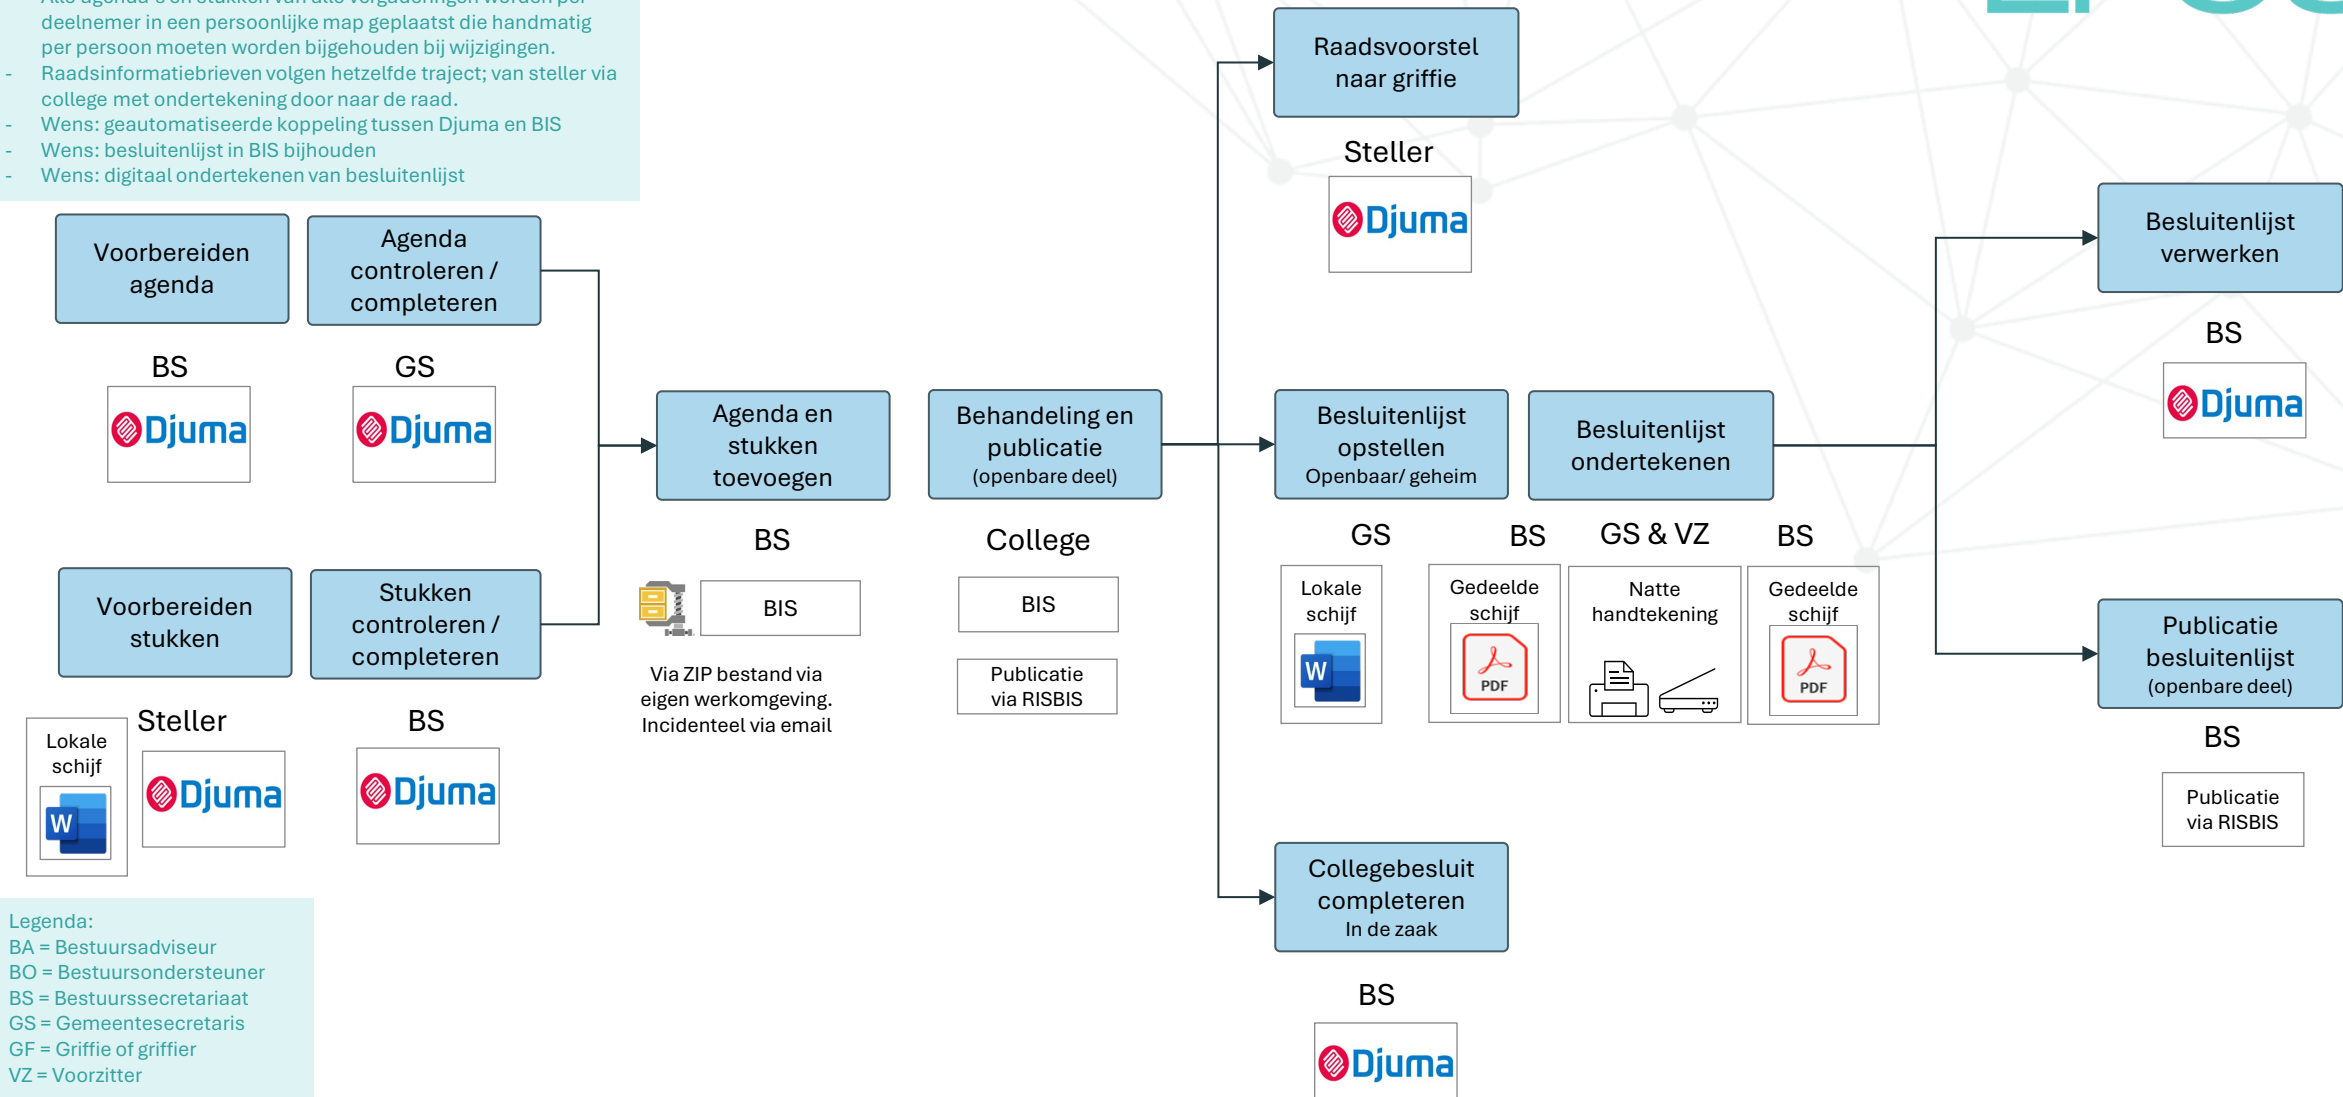 deelnemer in een persoonlijke map geplaatst die handmatig
per persoon moeten worden bijgehouden bij wijzigingen.
- Raadsinformatiebrieven volgen hetzelfde traject; van steller via
college met ondertekening door naar de raad.
- Wens: geautomatiseerde koppeling tussen Djuma en BIS
- Wens: besluitenlijst in BIS bijhouden
- Wens: digitaal ondertekenen van besluitenlijst
Voorbereiden
agenda
BS
Djuma
Agenda
controleren /
completeren
GS
Djuma
Voorbereiden
stukken
Steller
Lokale
schijf
W
Djuma
Stukken
controleren /
completeren
BS
Djuma
Agenda en
stukken
toevoegen
BS
BIS
Via ZIP bestand via
eigen werkomgeving.
Incidenteel via email
Behandeling en
publicatie
(openbare deel)
College
BIS
Publicatie
via RISBIS
Raadsvoorstel
naar griffie
Steller
Djuma
Besluitenlijst
opstellen
Openbaar/ geheim
GS
Lokale
schijf
W
BS
Gedeelde
schijf
PDF
Besluitenlijst
ondertekenen
GS & VZ
Natte
handtekening
BS
Gedeelde
schijf
PDF
Collegebesluit
completeren
In de zaak
BS
Djuma
Besluitenlijst
verwerken
BS
Djuma
Publicatie
besluitenlijst
(openbare deel)
BS
Publicatie
via RISBIS
Legenda:
BA = Bestuursadviseur
BO = Bestuursondersteuner
BS = Bestuurssecretariaat
GS = Gemeentesecretaris
GF = Griffie of griffier
VZ = Voorzitter